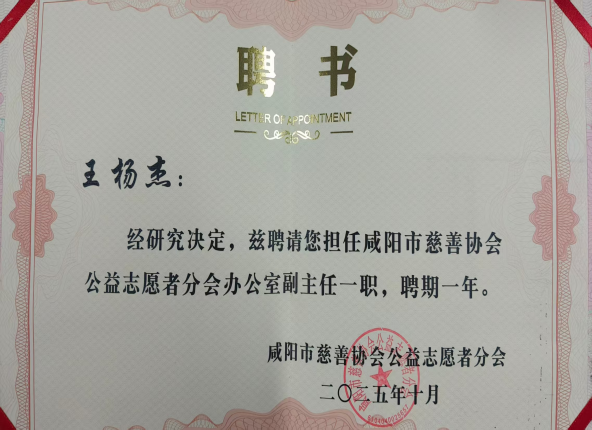 聘书
LETTER OF APPOINTMENT
王杨杰：
经研究决定，兹聘请您担任咸阳市慈善协会
公益志愿者分会办公室副主任一职，聘期一年。
咸阳市慈善协会公益志愿者分会
二〇二五年十月